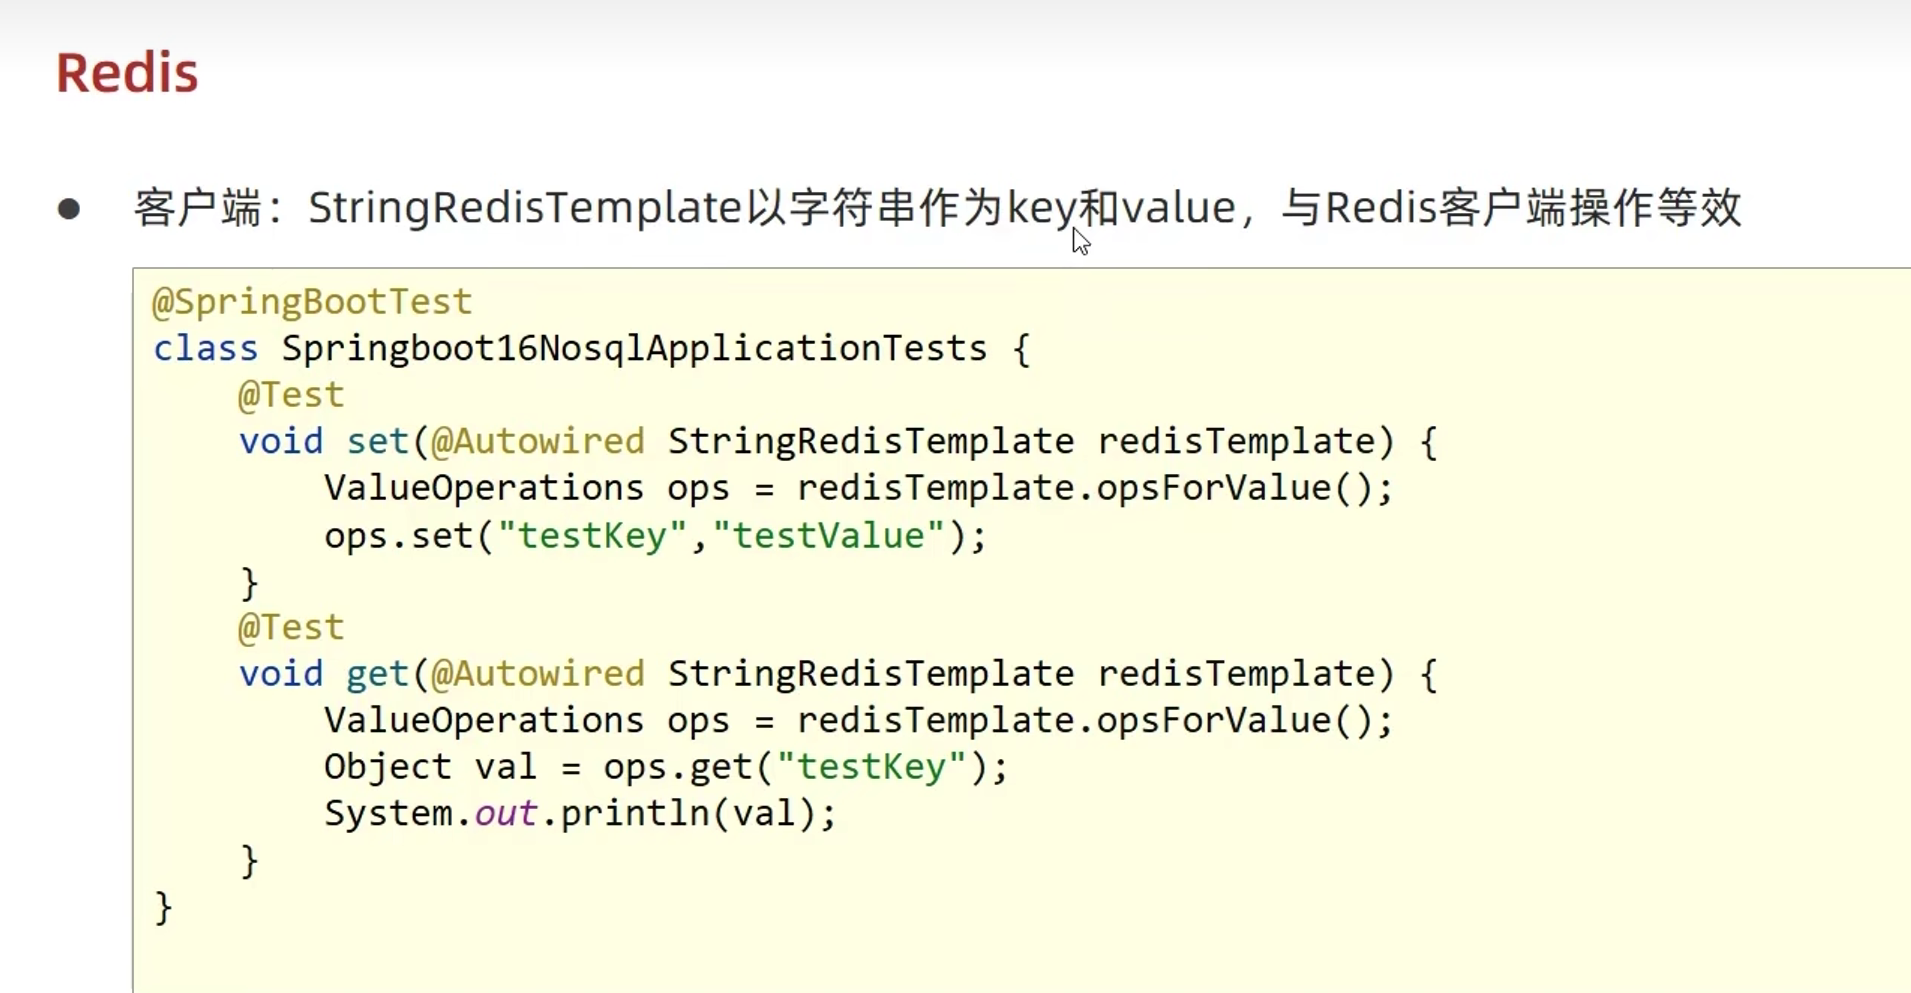 Redis
客户端：StringRedisTemplate以字符串作为key和value，与Redis客户端操作等效
@SpringBootTest
class Springboot16NosqlApplicationTests {
    @Test
    void set(@Autowired StringRedisTemplate redisTemplate) {
        ValueOperations ops = redisTemplate.opsForValue();
        ops.set("testKey","testValue");
    }
    @Test
    void get(@Autowired StringRedisTemplate redisTemplate) {
        ValueOperations ops = redisTemplate.opsForValue();
        Object val = ops.get("testKey");
        System.out.println(val);
    }
}